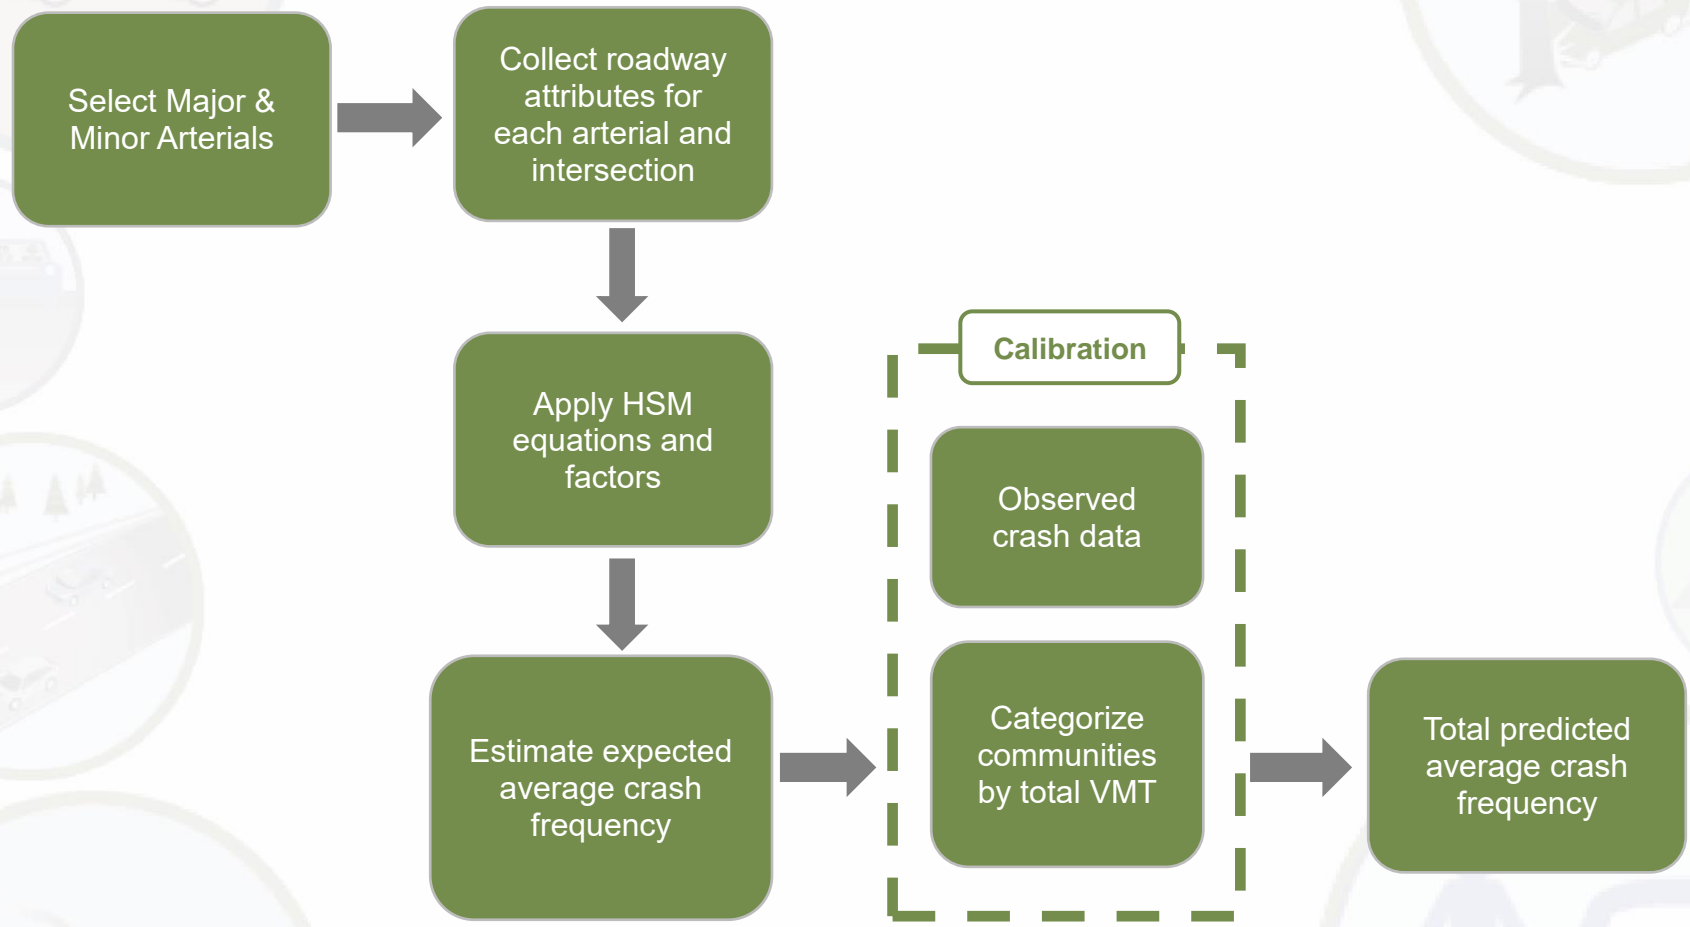 Select Major &
Minor Arterials
Collect roadway
attributes for
each arterial and
intersection
Apply HSM
equations and
factors
Estimate expected
average crash
frequency
Calibration
Observed
crash data
Categorize
communities
by total VMT
Total predicted
average crash
frequency